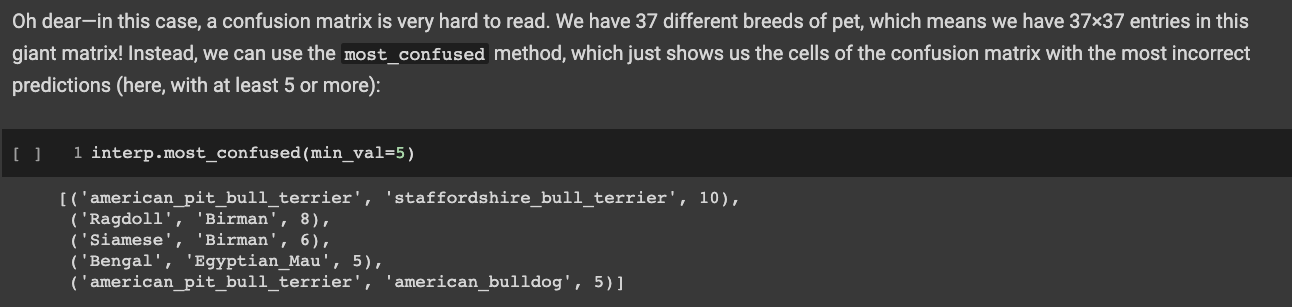 Oh dear—in this case, a confusion matrix is very hard to read. We have 37 different breeds of pet, which means we have 37×37 entries in this
giant matrix! Instead, we can use the most_confused method, which just shows us the cells of the confusion matrix with the most incorrect
predictions (here, with at least 5 or more):
[ ] 1 interp.most_confused(min_val=5)
[('american_pit_bull_terrier', 'staffordshire_bull_terrier', 10),
('Ragdoll', 'Birman', 8),
('Siamese', 'Birman', 6),
('Bengal', 'Egyptian_Mau', 5),
('american_pit_bull_terrier', 'american_bulldog', 5)]